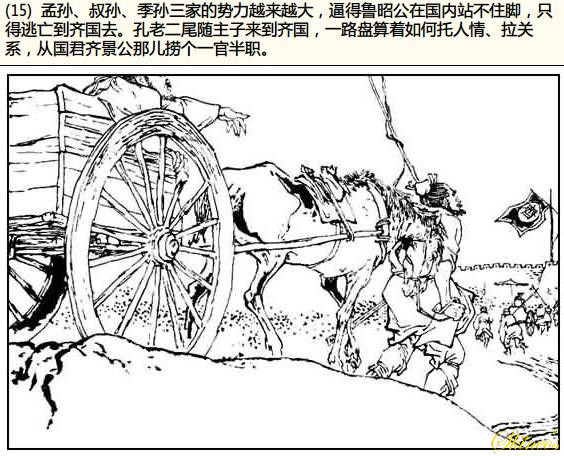 (15) 孟孙、叔孙、季孙三家的势力越来越大，逼得鲁昭公在国内站不住脚，只
得逃亡到齐国去。孔老二尾随主子来到齐国，一路盘算着如何托人情、拉关
系，从国君齐景公那儿捞个一官半职。